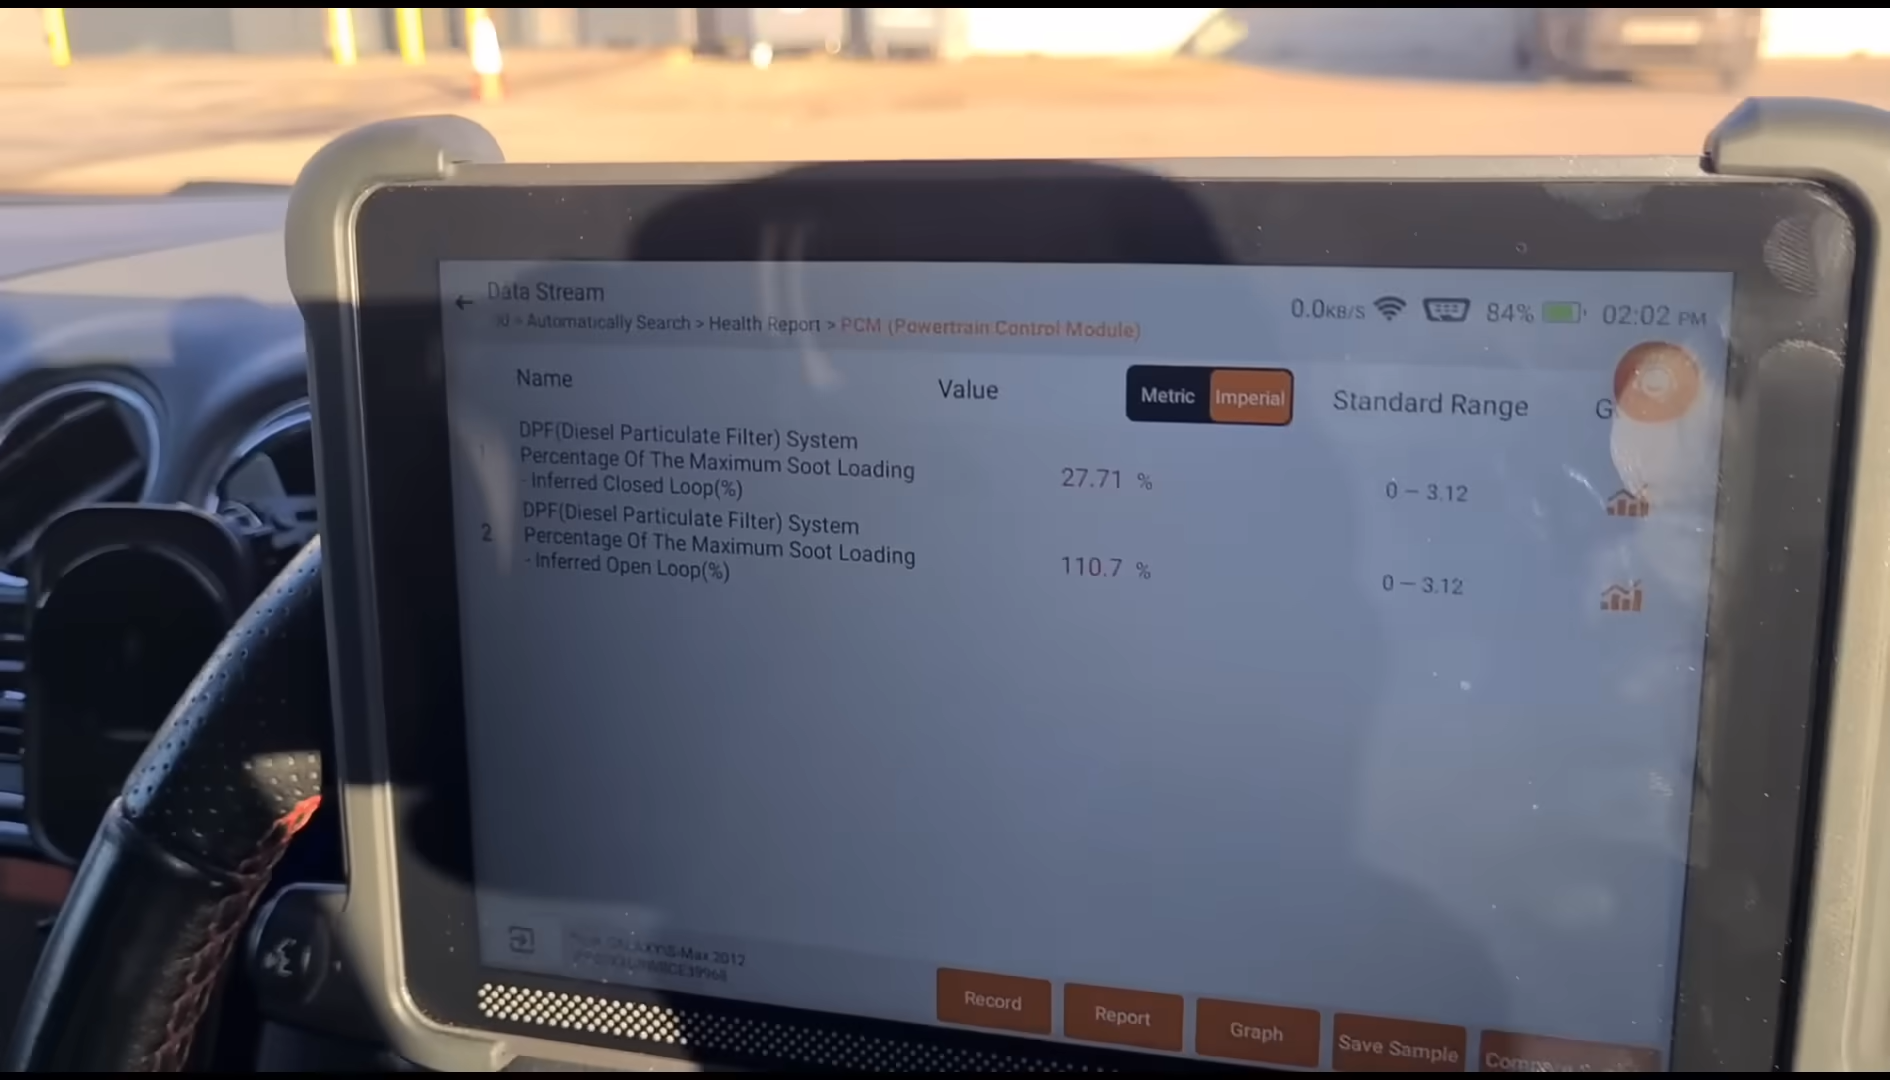 Data Stream
Automatically Search > Health Report > PCM (Powertrain Control Module)
0.0KB/S 84% 02:02 PM
Name Value Metric Imperial Standard Range G
1 DPF(Diesel Particulate Filter) System
Percentage Of The Maximum Soot Loading
- Inferred Closed Loop(%)
27.71 % 0 – 3.12
2 DPF(Diesel Particulate Filter) System
Percentage Of The Maximum Soot Loading
- Inferred Open Loop(%)
110.7 % 0 – 3.12
GALAXY/S-Max 2012
Record Report Graph Save Sample